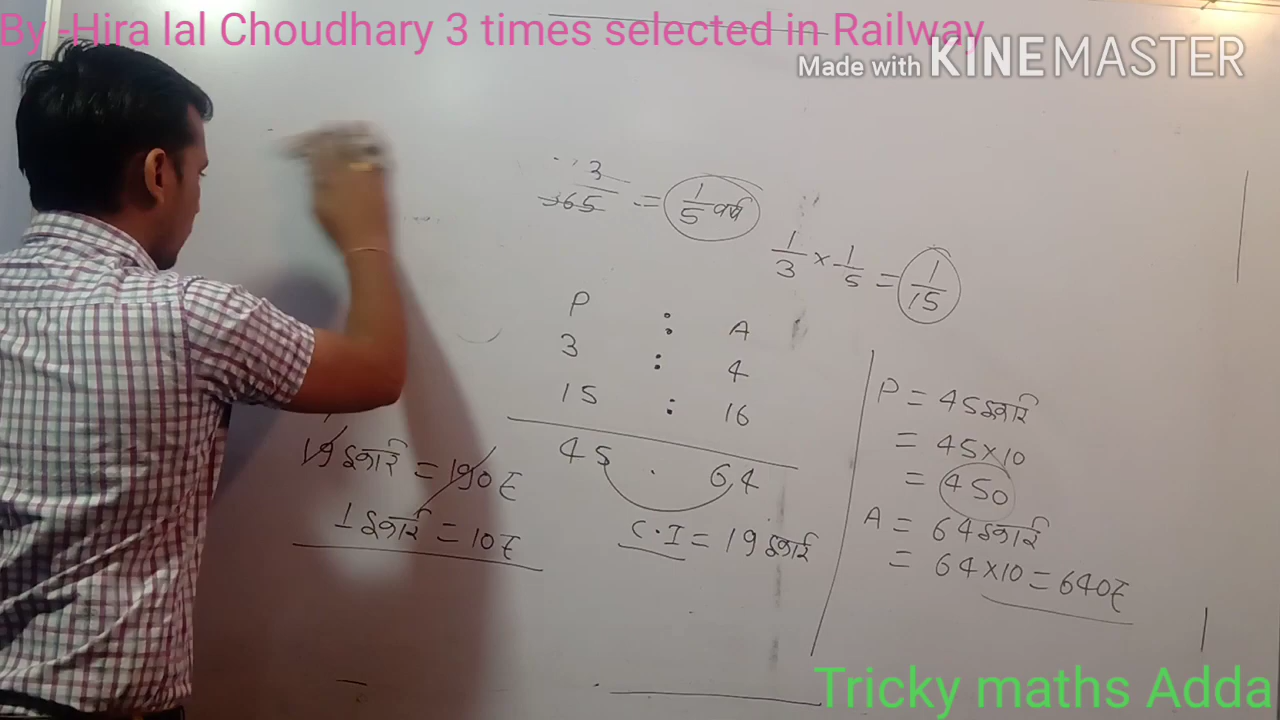 By -Hira lal Choudhary 3 times selected in Railway
Made with KINEMASTER
3/365 = 1/5 वर्ष
1/3 × 1/5 = 1/15
P : A
3 : 4
15 : 16
45 . 64
C.I = 19 इकाई
19 इकाई = 190₹
1 इकाई = 10₹
P = 45 इकाई
= 45×10
= 450
A = 64 इकाई
= 64×10 = 640₹
Tricky maths Adda